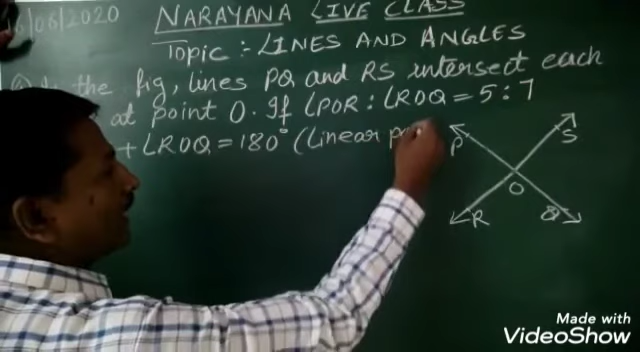 16/06/2020
NARAYANA LIVE CLASS
Topic :- LINES AND ANGLES
In the fig, lines PQ and RS intersect each
at point O. If ∠POR : ∠ROQ = 5 : 7
+ ∠ROQ = 180° (Linear p
P
S
O
R
Q
Made with
VideoShow